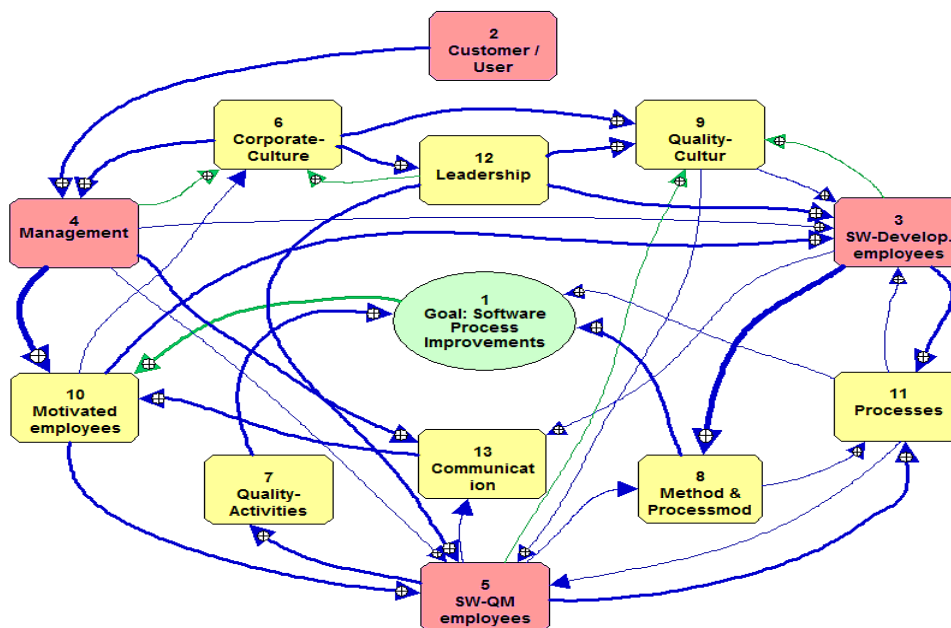 2
Customer /
User
6
Corporate-
Culture
9
Quality-
Cultur
12
Leadership
4
Management
3
SW-Develop.
employees
1
Goal: Software
Process
Improvements
10
Motivated
employees
11
Processes
13
Communicat
ion
7
Quality-
Activities
8
Method &
Processmod
5
SW-QM
employees